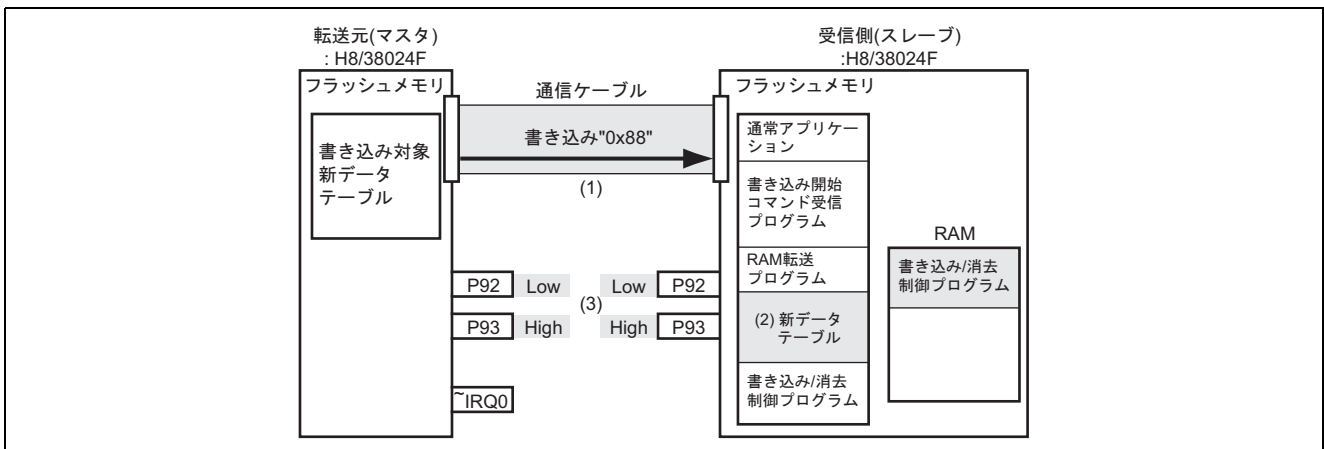 転送元(マスタ)
: H8/38024F
フラッシュメモリ
書き込み対象
新データ
テーブル
通信ケーブル
書き込み"0x88"
(1)
受信側(スレーブ)
:H8/38024F
フラッシュメモリ
通常アプリケー
ション
書き込み開始
コマンド受信
プログラム
RAM転送
プログラム
(2) 新データ
テーブル
書き込み/消去
制御プログラム
RAM
書き込み/消去
制御プログラム
P92 Low (3) Low P92
P93 High High P93
~IRQ0